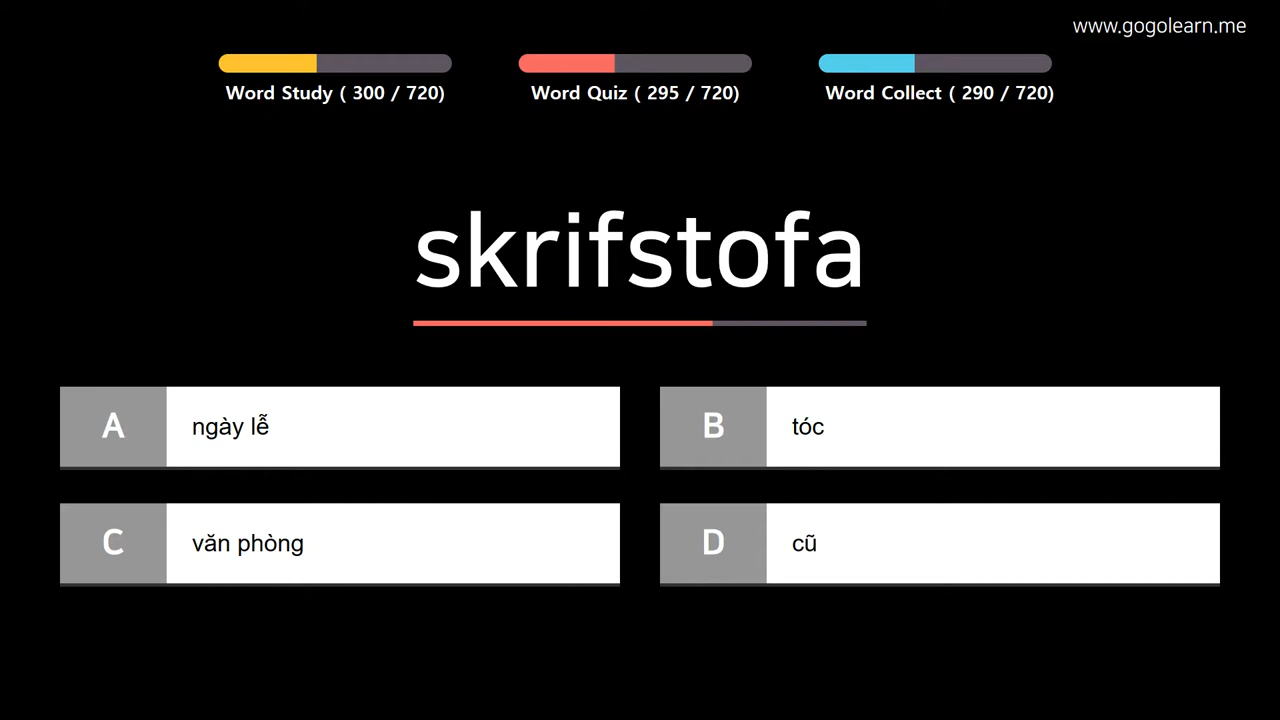 www.gogolearn.me
Word Study ( 300 / 720)
Word Quiz ( 295 / 720)
Word Collect ( 290 / 720)
skrifstofa
A ngày lễ
B tóc
C văn phòng
D cũ